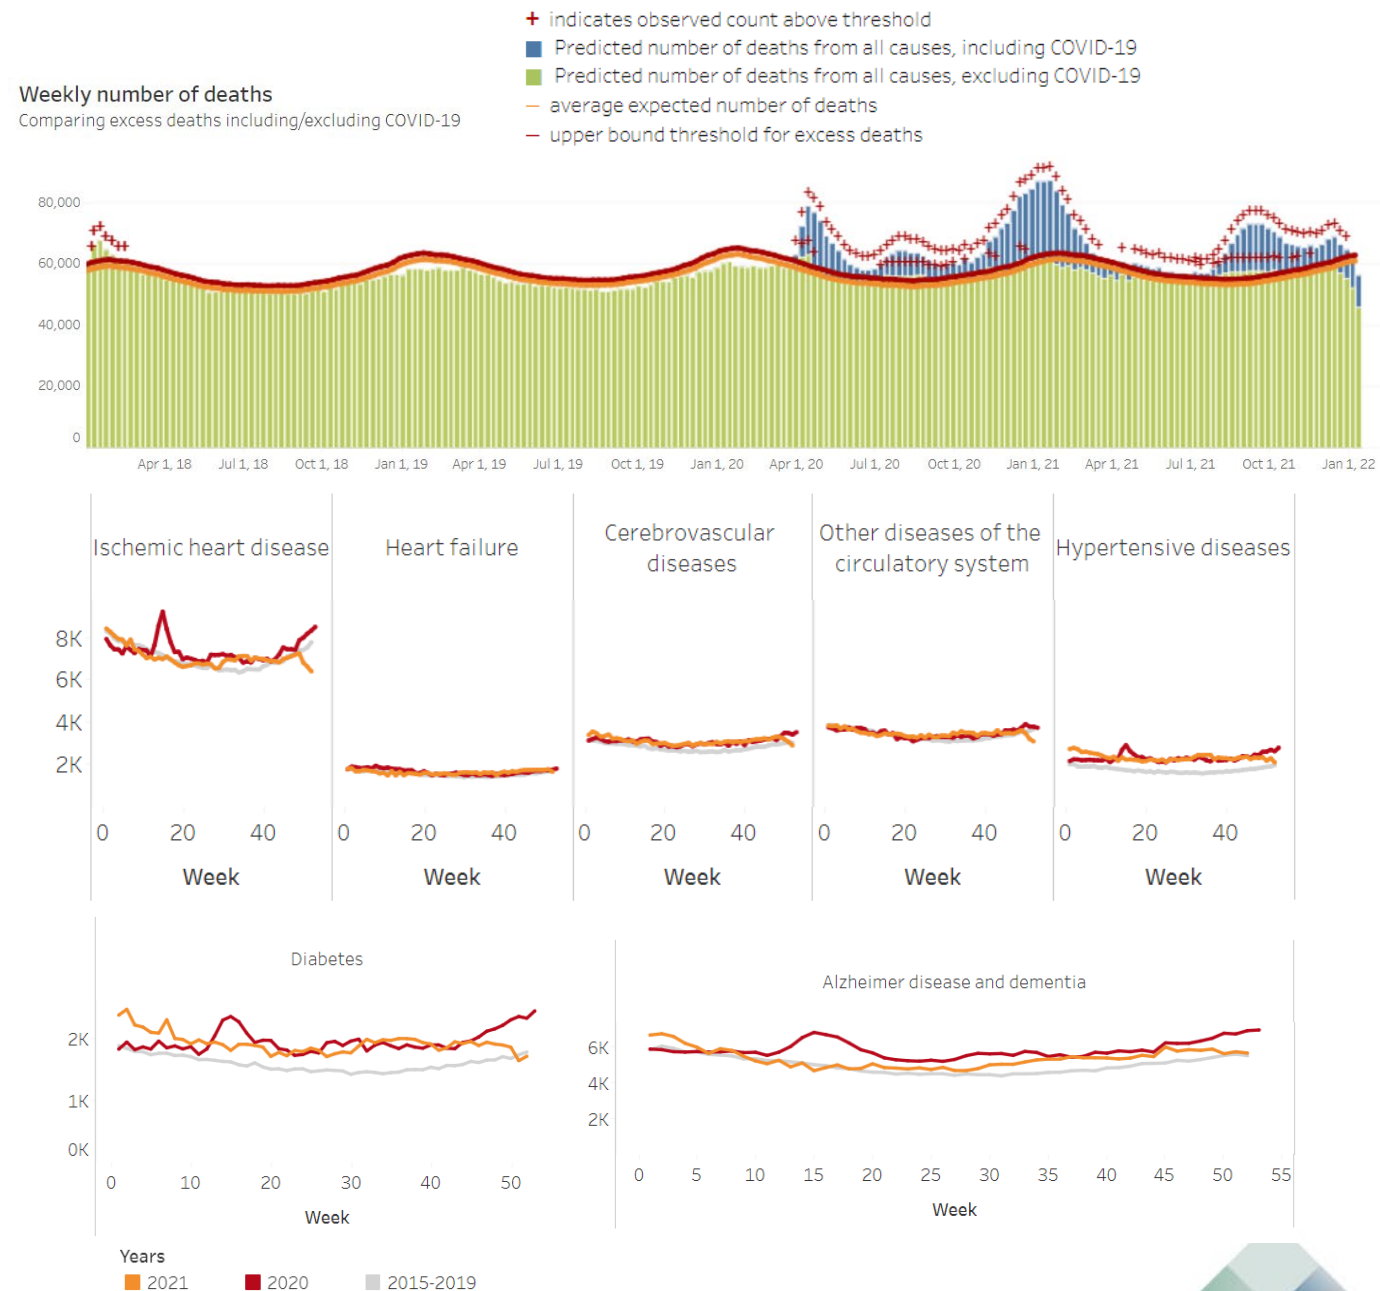 + indicates observed count above threshold
Predicted number of deaths from all causes, including COVID-19
Predicted number of deaths from all causes, excluding COVID-19
average expected number of deaths
upper bound threshold for excess deaths
Weekly number of deaths
Comparing excess deaths including/excluding COVID-19
80,000
60,000
40,000
20,000
0
Apr 1, 18 Jul 1, 18 Oct 1, 18 Jan 1, 19 Apr 1, 19 Jul 1, 19 Oct 1, 19 Jan 1, 20 Apr 1, 20 Jul 1, 20 Oct 1, 20 Jan 1, 21 Apr 1, 21 Jul 1, 21 Oct 1, 21 Jan 1, 22
Ischemic heart disease
Heart failure
Cerebrovascular
diseases
Other diseases of the
circulatory system
Hypertensive diseases
8K
6K
4K
2K
0 20 40 0 20 40 0 20 40 0 20 40 0 20 40
Week Week Week Week Week
Diabetes
2K
1K
0K
0 10 20 30 40 50
Week
Alzheimer disease and dementia
6K
4K
2K
0 5 10 15 20 25 30 35 40 45 50 55
Week
Years
2021 2020 2015-2019